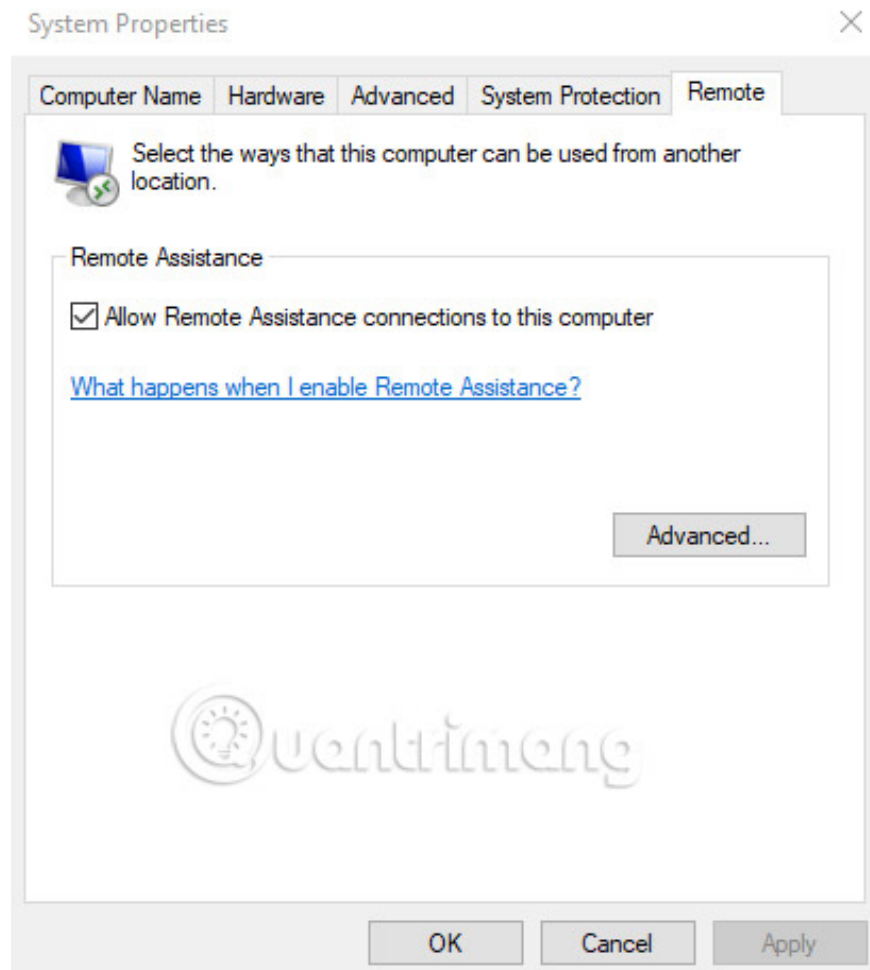 System Properties
Computer Name Hardware Advanced System Protection Remote
Select the ways that this computer can be used from another
location.
Remote Assistance
Allow Remote Assistance connections to this computer
What happens when I enable Remote Assistance?
Advanced...
Quantrimang
OK Cancel Apply